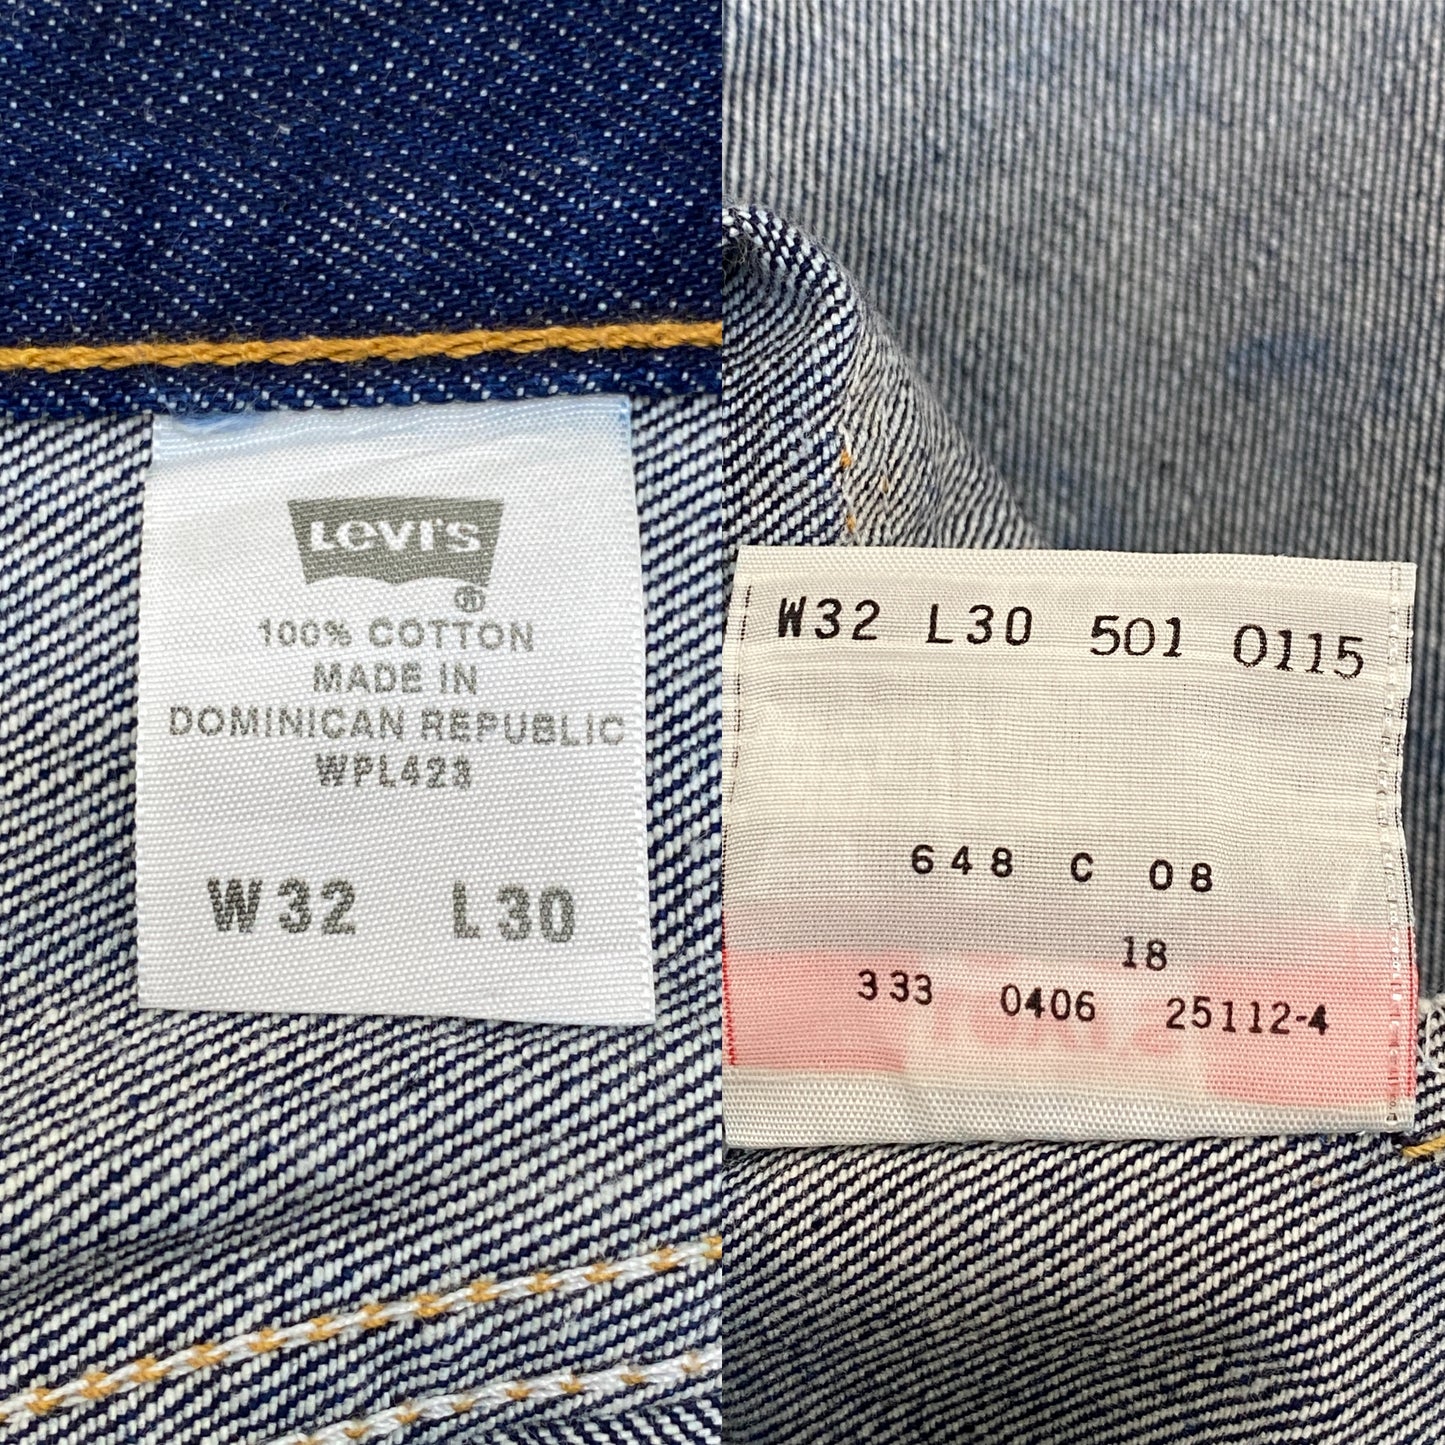 Levi's
®
100% COTTON
MADE IN
DOMINICAN REPUBLIC
WPL423
W32 L30
W32 L30 501 0115
648 C 08
18
333 0406 25112-4